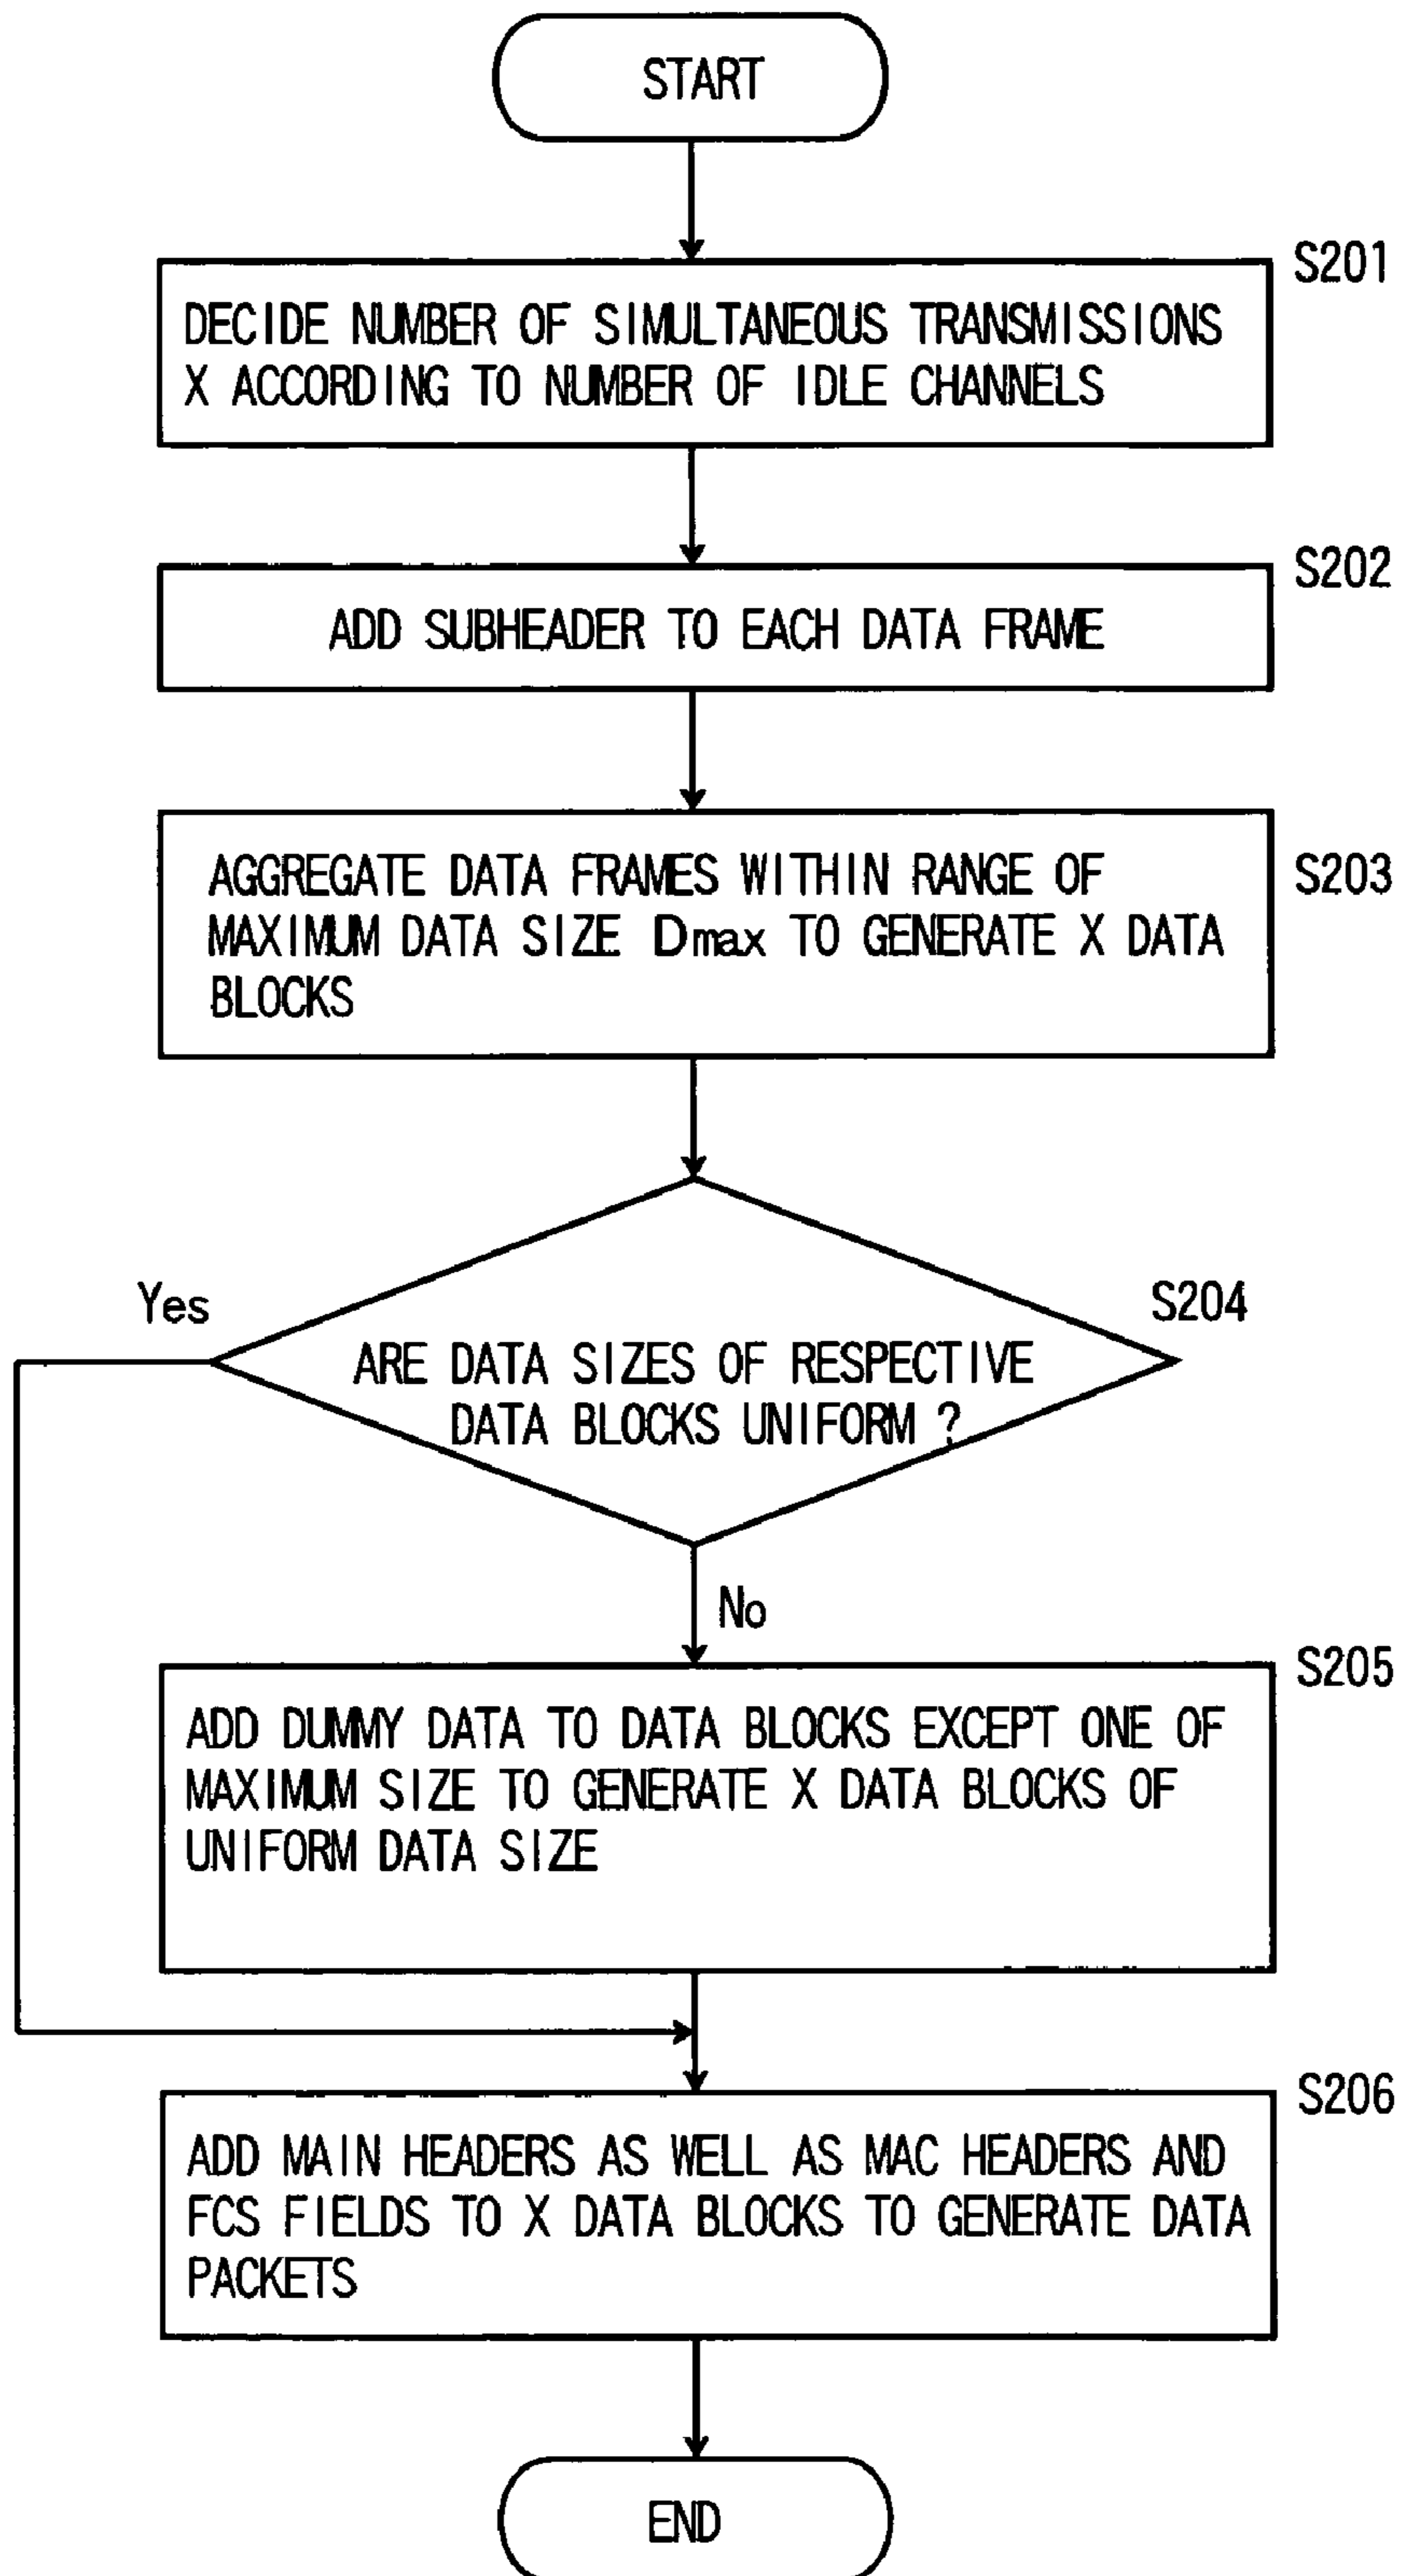 START
S201
DECIDE NUMBER OF SIMULTANEOUS TRANSMISSIONS
X ACCORDING TO NUMBER OF IDLE CHANNELS
S202
ADD SUBHEADER TO EACH DATA FRAME
S203
AGGREGATE DATA FRAMES WITHIN RANGE OF
MAXIMUM DATA SIZE Dmax TO GENERATE X DATA
BLOCKS
Yes
S204
ARE DATA SIZES OF RESPECTIVE
DATA BLOCKS UNIFORM ?
No
S205
ADD DUMMY DATA TO DATA BLOCKS EXCEPT ONE OF
MAXIMUM SIZE TO GENERATE X DATA BLOCKS OF
UNIFORM DATA SIZE
S206
ADD MAIN HEADERS AS WELL AS MAC HEADERS AND
FCS FIELDS TO X DATA BLOCKS TO GENERATE DATA
PACKETS
END